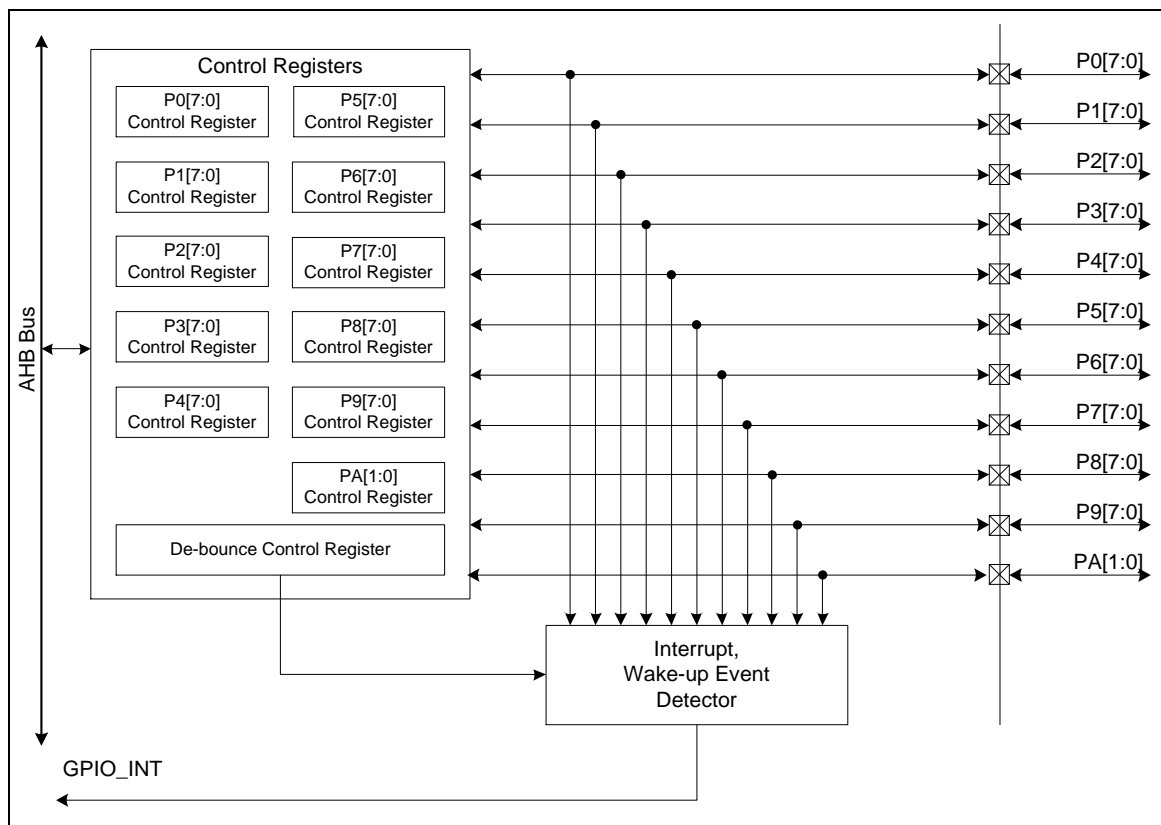 Control Registers
P0[7:0]
Control Register
P5[7:0]
Control Register
P1[7:0]
Control Register
P6[7:0]
Control Register
P2[7:0]
Control Register
P7[7:0]
Control Register
P3[7:0]
Control Register
P8[7:0]
Control Register
P4[7:0]
Control Register
P9[7:0]
Control Register
PA[1:0]
Control Register
De-bounce Control Register
AHB Bus
P0[7:0]
P1[7:0]
P2[7:0]
P3[7:0]
P4[7:0]
P5[7:0]
P6[7:0]
P7[7:0]
P8[7:0]
P9[7:0]
PA[1:0]
Interrupt,
Wake-up Event
Detector
GPIO_INT